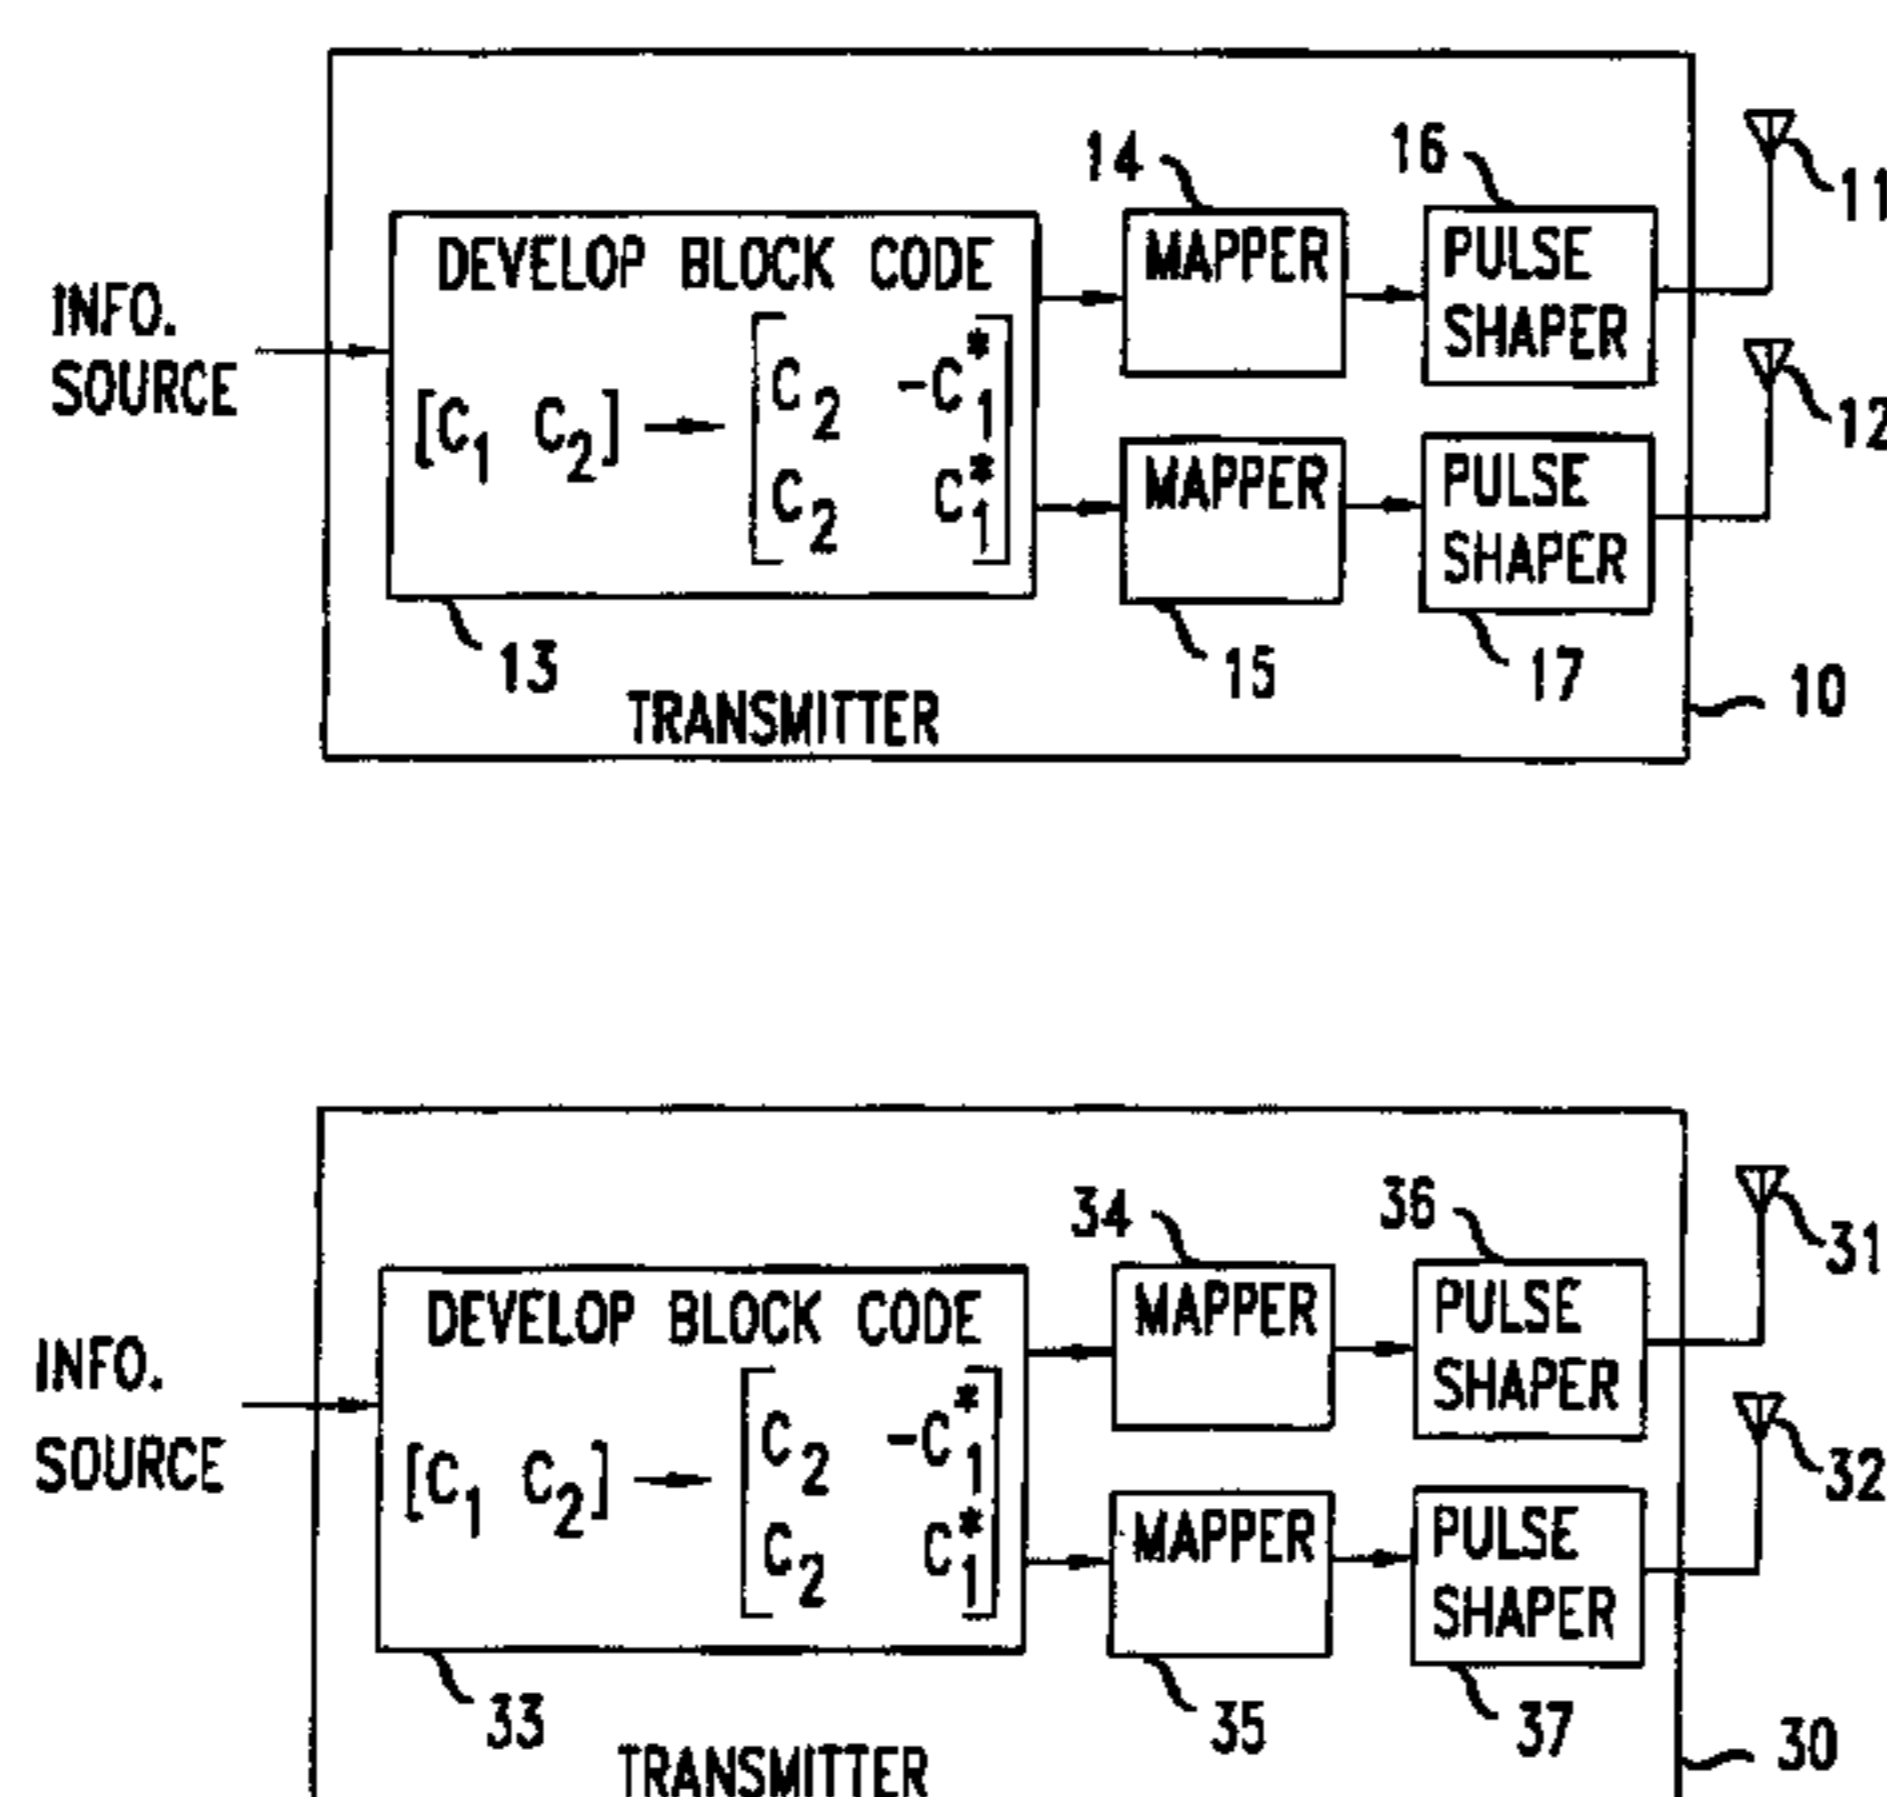 14
16
11
DEVELOP BLOCK CODE
MAPPER
PULSE
SHAPER
INFO.
SOURCE
[C₁ C₂] → [C₂ -C₁*
C₂ C₁*]
12
MAPPER
PULSE
SHAPER
13
15
17
10
TRANSMITTER
34
36
31
DEVELOP BLOCK CODE
MAPPER
PULSE
SHAPER
INFO.
SOURCE
[C₁ C₂] → [C₂ -C₁*
C₂ C₁*]
32
MAPPER
PULSE
SHAPER
33
35
37
30
TRANSMITTER